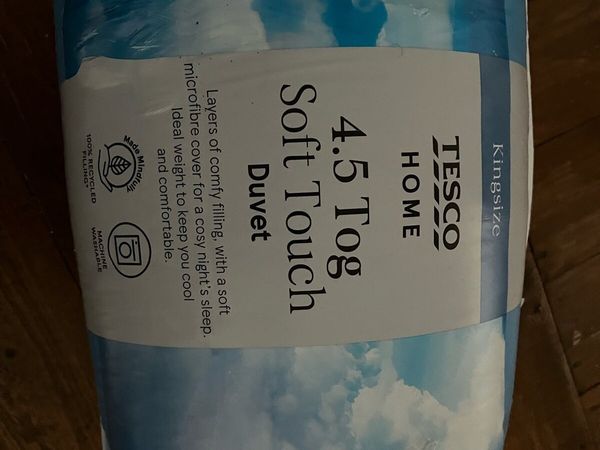 Kingsize
TESCO
HOME
4.5 Tog
Soft Touch
Duvet
Layers of comfy filling, with a soft
microfibre cover for a cosy night's sleep.
Ideal weight to keep you cool
and comfortable.
Made Mindfully
100% RECYCLED
FILLING*
MACHINE
WASHABLE